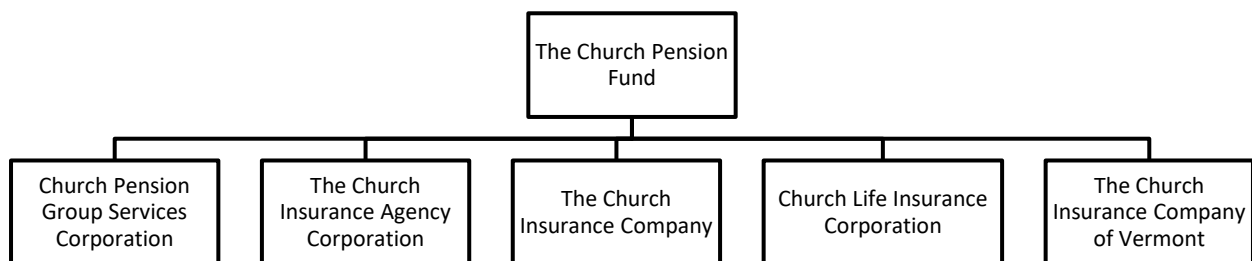 The Church Pension
Fund
Church Pension
Group Services
Corporation
The Church
Insurance Agency
Corporation
The Church
Insurance Company
Church Life Insurance
Corporation
The Church
Insurance Company
of Vermont